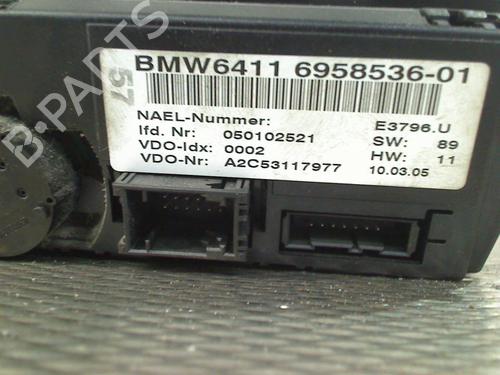 BMW6411 6958536-01
57
NAEL-Nummer: E3796.U
lfd. Nr: 050102521 SW: 89
VDO-Idx: 0002 HW: 11
VDO-Nr: A2C53117977 10.03.05
B-PARTS